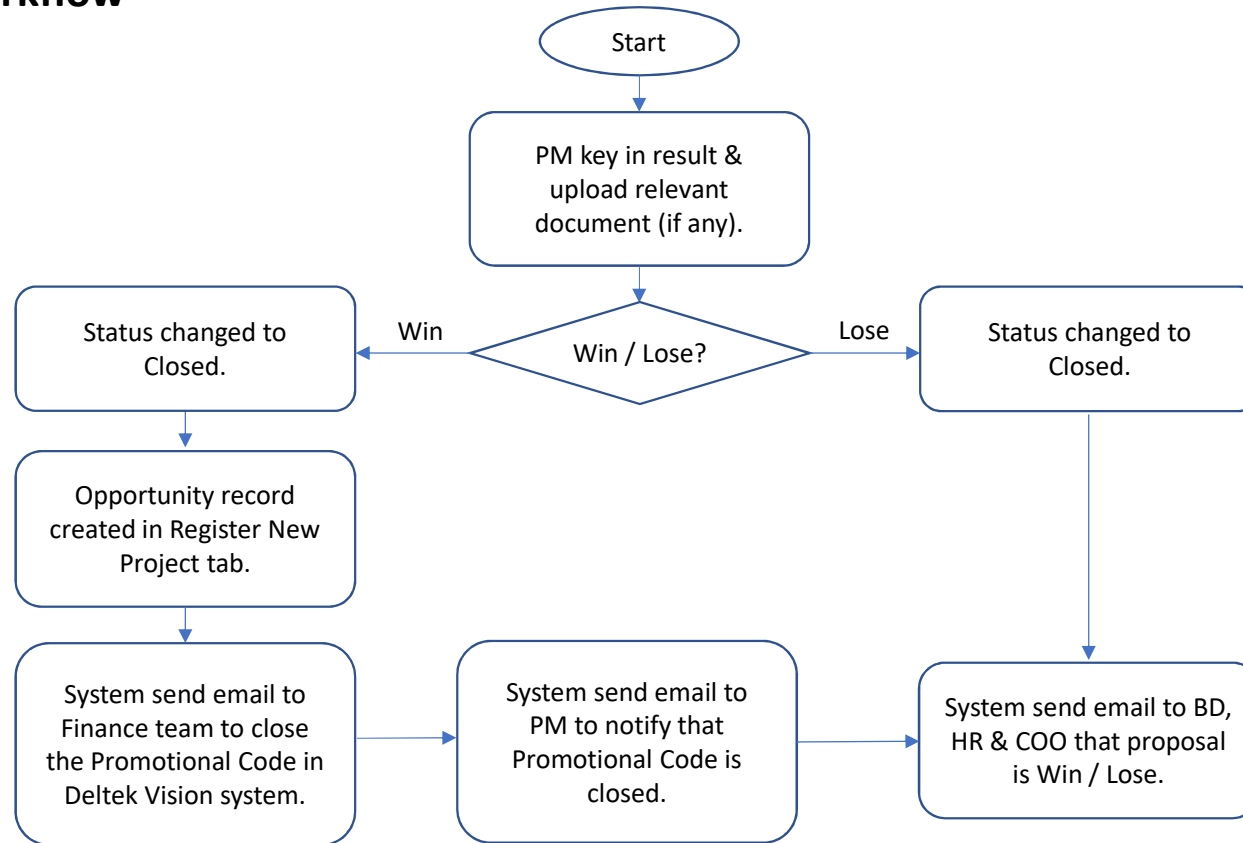 Start
PM key in result &
upload relevant
document (if any).
Win / Lose?
Win
Lose
Status changed to
Closed.
Status changed to
Closed.
Opportunity record
created in Register New
Project tab.
System send email to
Finance team to close
the Promotional Code in
Deltek Vision system.
System send email to
PM to notify that
Promotional Code is
closed.
System send email to BD,
HR & COO that proposal
is Win / Lose.